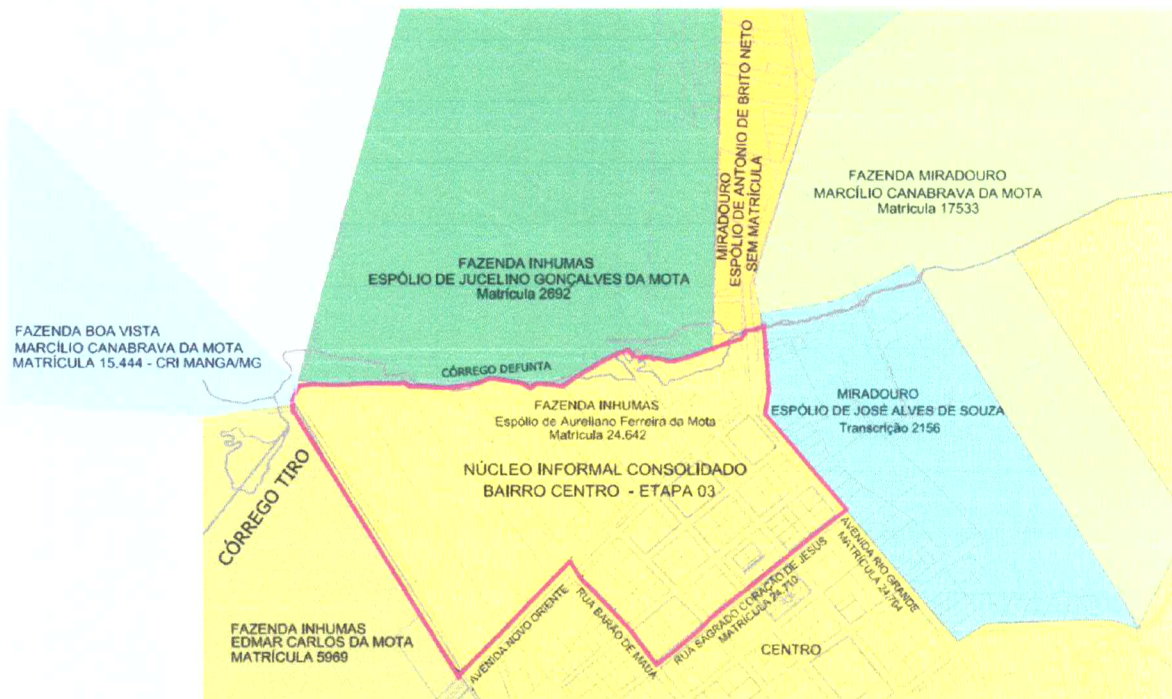 MIRADOURO
ESPÓLIO DE ANTONIO DE BRITO NETO
SEM MATRÍCULA
FAZENDA MIRADOURO
MARCÍLIO CANABRAVA DA MOTA
Matrícula 17533
FAZENDA INHUMAS
ESPÓLIO DE JUCELINO GONÇALVES DA MOTA
Matrícula 2692
FAZENDA BOA VISTA
MARCÍLIO CANABRAVA DA MOTA
MATRÍCULA 15.444 - CRI MANGA/MG
CÓRREGO DEFUNTA
FAZENDA INHUMAS
Espólio de Aureliano Ferreira da Mota
Matrícula 24.642
MIRADOURO
ESPÓLIO DE JOSÉ ALVES DE SOUZA
Transcrição 2156
NÚCLEO INFORMAL CONSOLIDADO
BAIRRO CENTRO - ETAPA 03
CÓRREGO TIRO
FAZENDA INHUMAS
EDMAR CARLOS DA MOTA
MATRÍCULA 5969
AVENIDA NOVO ORIENTE
RUA BARÃO DE MAUA
RUA SAGRADO CORAÇÃO DE JESUS
MATRÍCULA 24.710
AVENIDA RIO GRANDE
MATRÍCULA 24.704
CENTRO